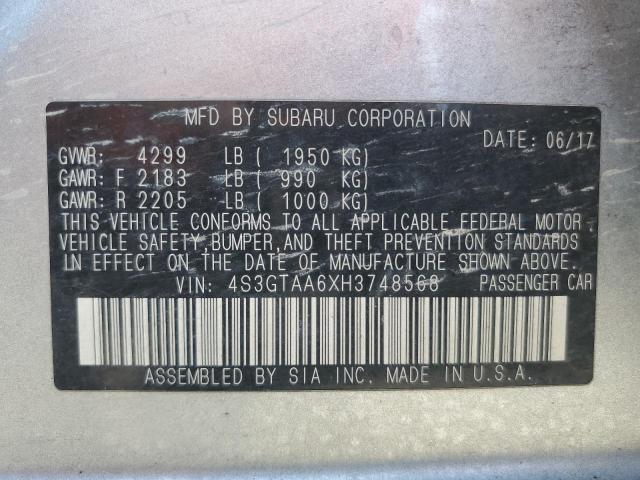 MFD BY SUBARU CORPORATION
DATE: 06/17
GVWR: 4299 LB ( 1950 KG)
GAWR: F 2183 LB ( 990 KG)
GAWR: R 2205 LB ( 1000 KG)
THIS VEHICLE CONFORMS TO ALL APPLICABLE FEDERAL MOTOR
VEHICLE SAFETY, BUMPER, AND THEFT PREVENTION STANDARDS
IN EFFECT ON THE DATE OF MANUFACTURE SHOWN ABOVE.
VIN: 4S3GTAA6XH3748568 PASSENGER CAR
ASSEMBLED BY SIA INC. MADE IN U.S.A.